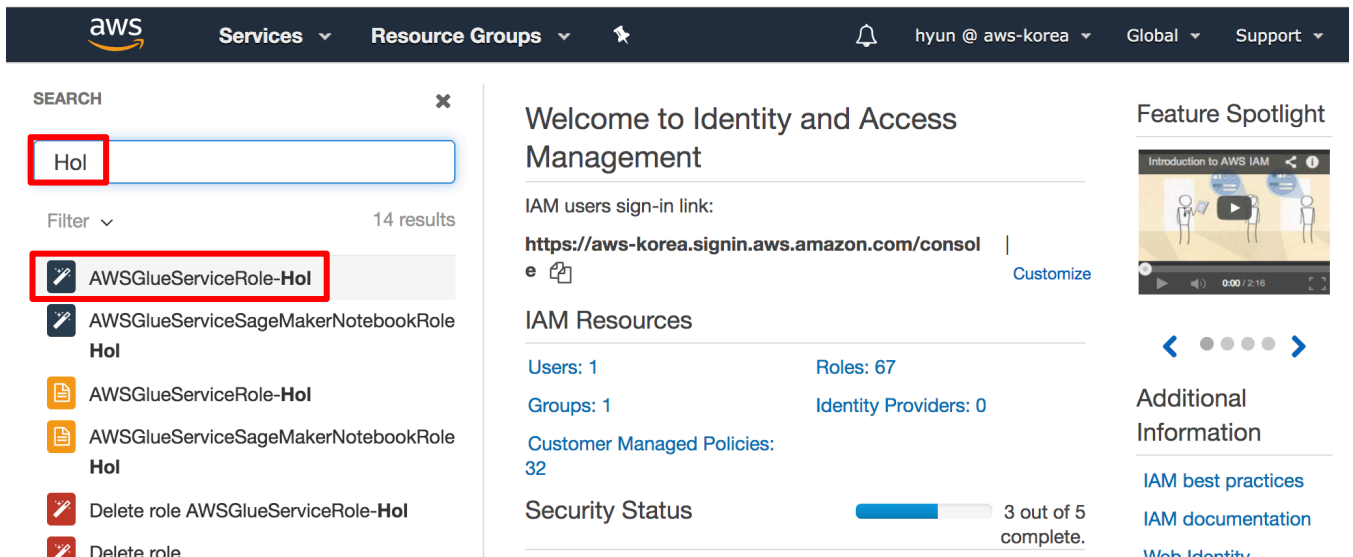 aws
Services
Resource Groups
hyun @ aws-korea
Global
Support
SEARCH
Hol
Filter
14 results
AWSGlueServiceRole-Hol
AWSGlueServiceSageMakerNotebookRole
Hol
AWSGlueServiceRole-Hol
AWSGlueServiceSageMakerNotebookRole
Hol
Delete role AWSGlueServiceRole-Hol
Delete role
Welcome to Identity and Access
Management
IAM users sign-in link:
https://aws-korea.signin.aws.amazon.com/consol |
e
Customize
IAM Resources
Users: 1
Roles: 67
Groups: 1
Identity Providers: 0
Customer Managed Policies:
32
Security Status
3 out of 5
complete.
Feature Spotlight
Introduction to AWS IAM
0:00 / 2:16
Additional
Information
IAM best practices
IAM documentation
Web Identity